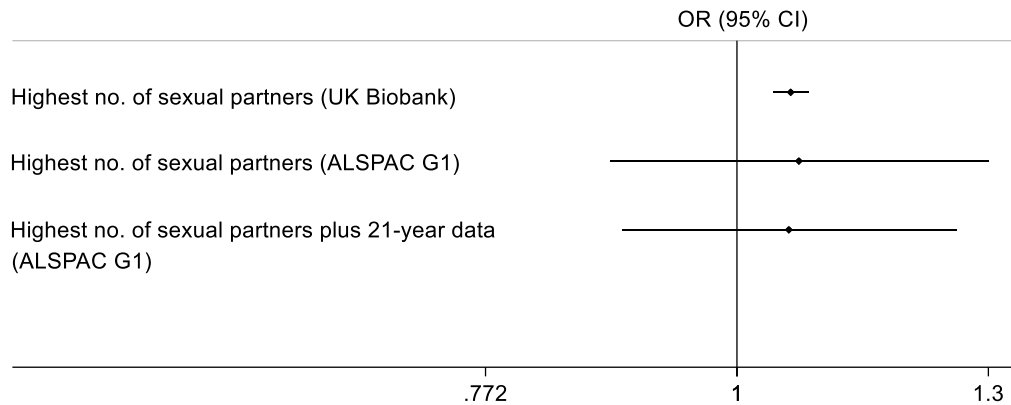 OR (95% CI)
Highest no. of sexual partners (UK Biobank)
Highest no. of sexual partners (ALSPAC G1)
Highest no. of sexual partners plus 21-year data
(ALSPAC G1)
.772 1 1.3